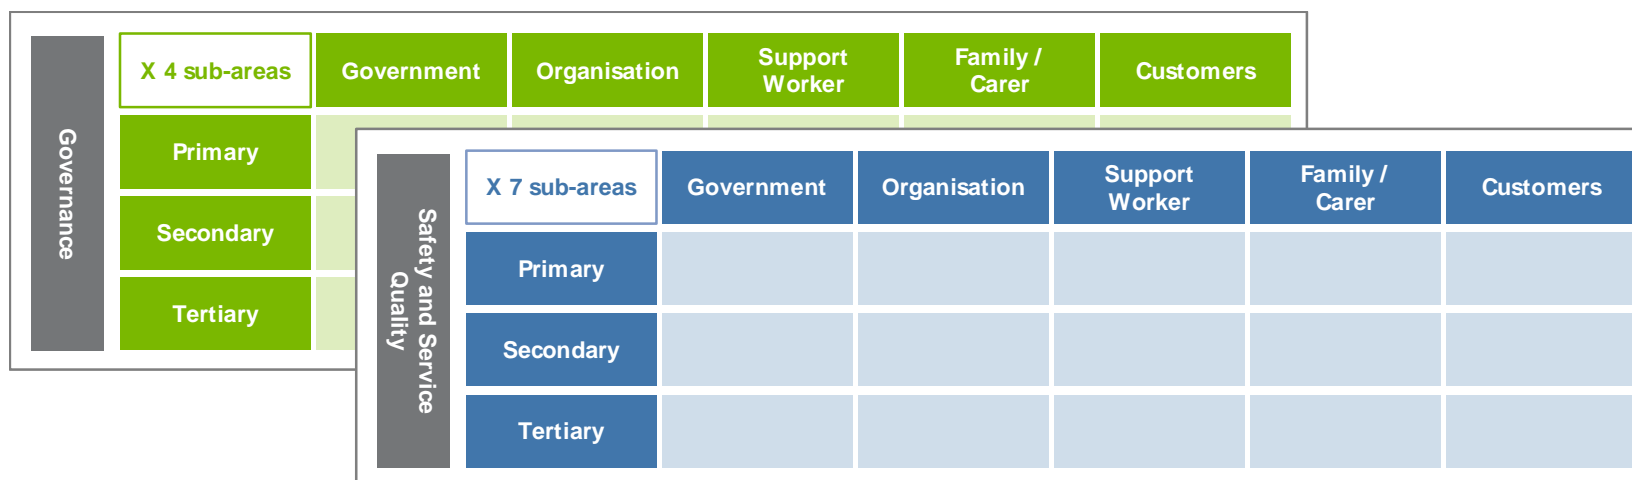 Governance
X 4 sub-areas
Government
Organisation
Support
Worker
Family /
Carer
Customers
Primary
Secondary
Tertiary
Safety and Service
Quality
X 7 sub-areas
Government
Organisation
Support
Worker
Family /
Carer
Customers
Primary
Secondary
Tertiary